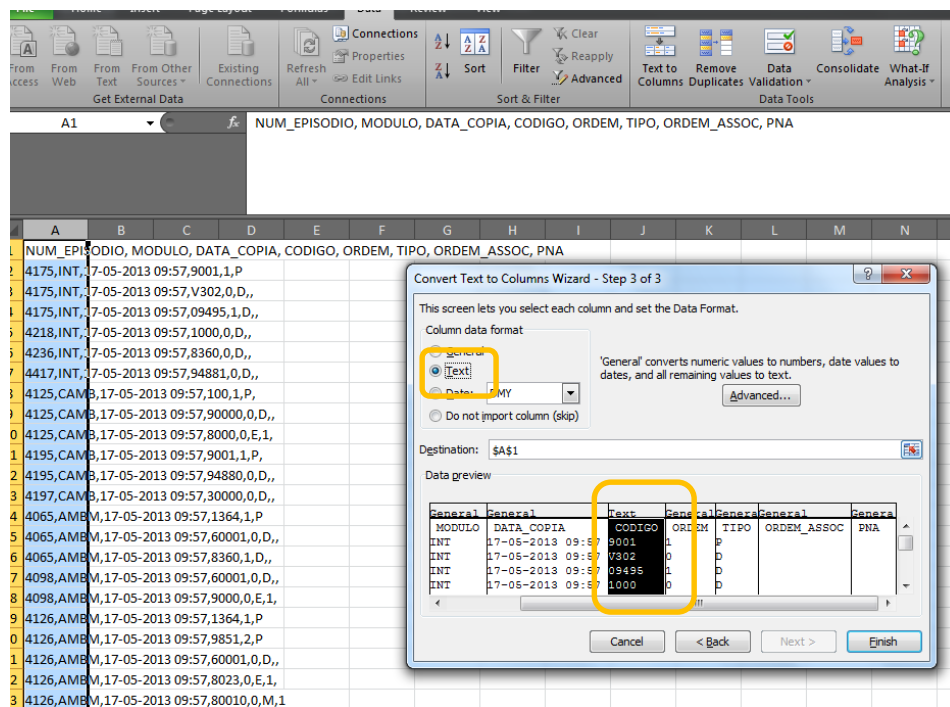 File Home Insert Page Layout Formulas Data Review View
From Access From Web From Text From Other Sources Existing Connections Refresh All Connections Properties Edit Links Sort Filter Clear Reapply Advanced Text to Columns Remove Duplicates Data Validation Consolidate What-If Analysis
Get External Data Connections Sort & Filter Data Tools
A1 fx NUM_EPISODIO, MODULO, DATA_COPIA, CODIGO, ORDEM, TIPO, ORDEM_ASSOC, PNA
A B C D E F G H I J K L M N
NUM_EPISODIO, MODULO, DATA_COPIA, CODIGO, ORDEM, TIPO, ORDEM_ASSOC, PNA
4175,INT,17-05-2013 09:57,9001,1,P
4175,INT,17-05-2013 09:57,V302,0,D,,
4175,INT,17-05-2013 09:57,09495,1,D,,
4218,INT,17-05-2013 09:57,1000,0,D,,
4236,INT,17-05-2013 09:57,8360,0,D,,
4417,INT,17-05-2013 09:57,94881,0,D,,
4125,CAMB,17-05-2013 09:57,100,1,P,
4125,CAMB,17-05-2013 09:57,90000,0,D,,
4125,CAMB,17-05-2013 09:57,8000,0,E,1,
4195,CAMB,17-05-2013 09:57,9001,1,P,
4195,CAMB,17-05-2013 09:57,94880,0,D,,
4197,CAMB,17-05-2013 09:57,30000,0,D,,
4065,AMBM,17-05-2013 09:57,1364,1,P
4065,AMBM,17-05-2013 09:57,60001,0,D,,
4065,AMBM,17-05-2013 09:57,8360,1,D,,
4098,AMBM,17-05-2013 09:57,60001,0,D,,
4098,AMBM,17-05-2013 09:57,9000,0,E,1,
4126,AMBM,17-05-2013 09:57,1364,1,P
4126,AMBM,17-05-2013 09:57,9851,2,P
4126,AMBM,17-05-2013 09:57,60001,0,D,,
4126,AMBM,17-05-2013 09:57,8023,0,E,1,
4126,AMBM,17-05-2013 09:57,80010,0,M,1
Convert Text to Columns Wizard - Step 3 of 3
This screen lets you select each column and set the Data Format.
Column data format
General
Text
Date: DMY
Do not import column (skip)
'General' converts numeric values to numbers, date values to
dates, and all remaining values to text.
Advanced...
Destination: $A$1
Data preview
General General Text General General General General
MODULO DATA_COPIA CODIGO ORDEM TIPO ORDEM_ASSOC PNA
INT 17-05-2013 09:57 9001 1 P
INT 17-05-2013 09:57 V302 0 D
INT 17-05-2013 09:57 09495 1 D
INT 17-05-2013 09:57 1000 0 D
Cancel < Back Next > Finish